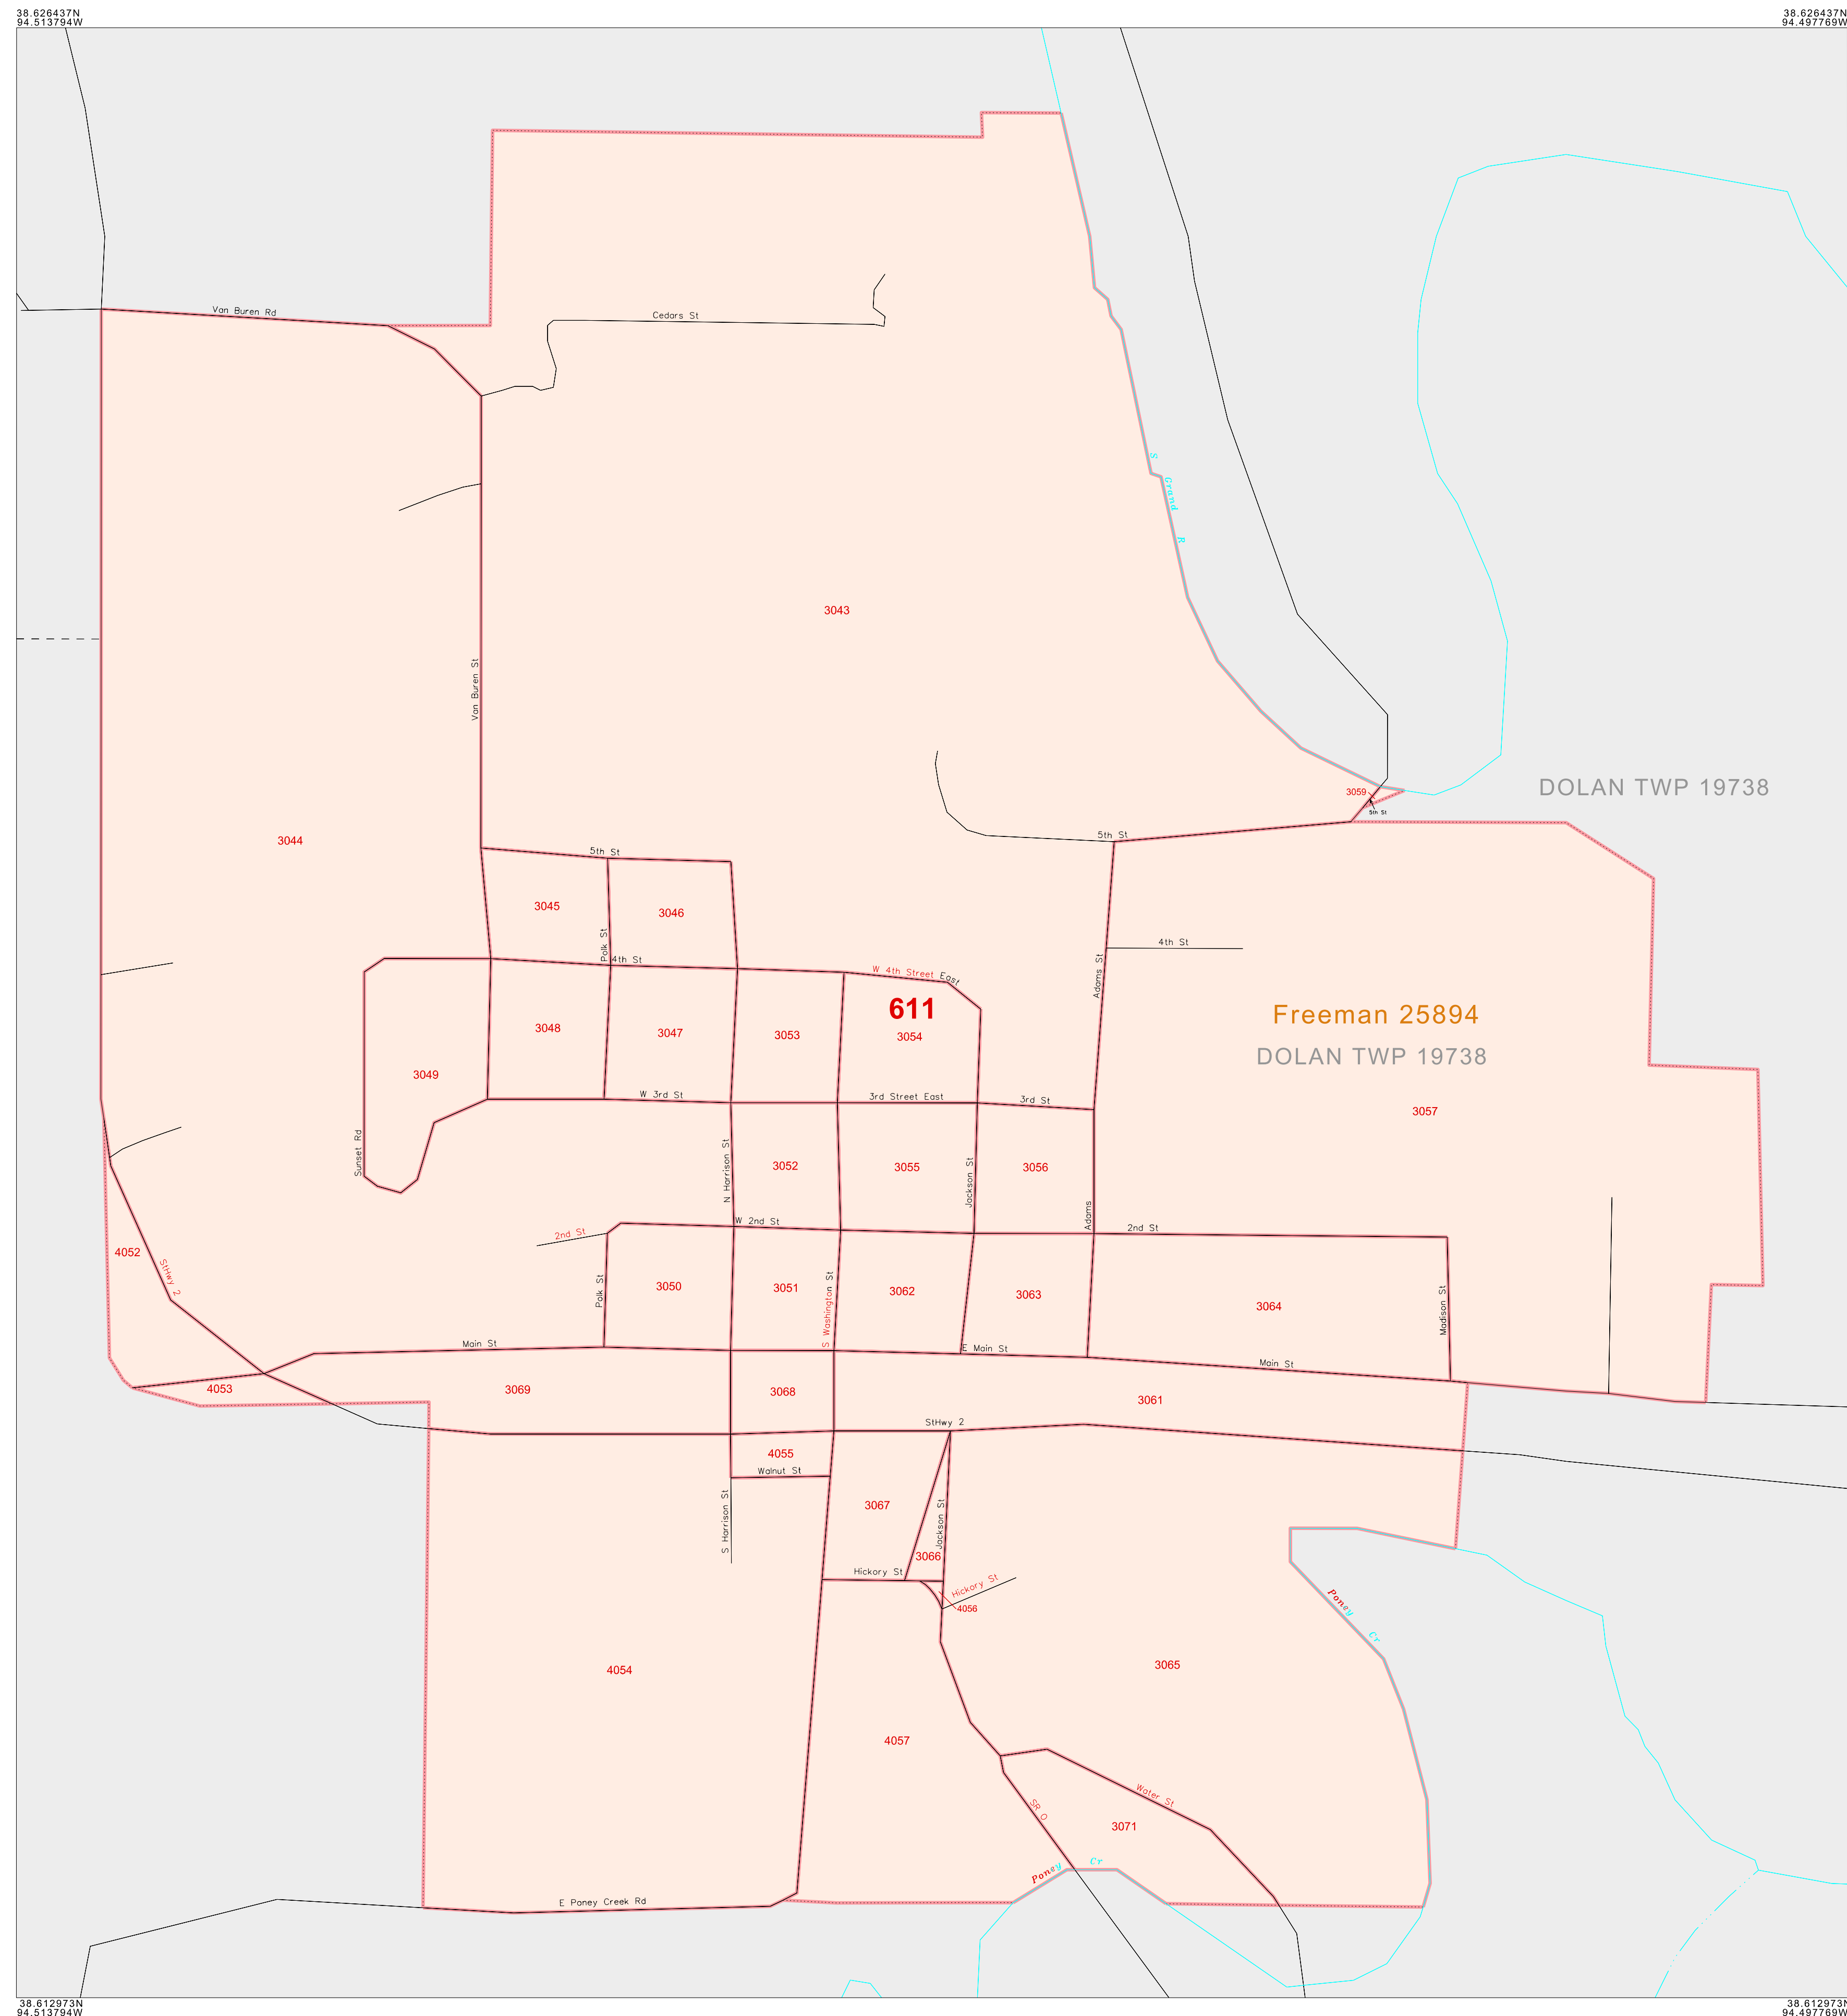 38.626437N
94.513794W
38.626437N
94.497769W
Van Buren Rd
Cedars St
S Grand R
3043
Van Buren St
3059
5th St
DOLAN TWP 19738
5th St
3044
5th St
3045
3046
Polk St
4th St
4th St
W 4th Street East
Adams St
611
3054
Freeman 25894
DOLAN TWP 19738
3048
3047
3053
3049
3057
W 3rd St
3rd Street East
3rd St
Sunset Rd
N Harrison St
3052
3055
Jackson St
3056
Adams
W 2nd St
2nd St
2nd St
4052
StHwy 2
Polk St
3050
3051
S Washington St
3062
3063
3064
Madison St
Main St
E Main St
Main St
4053
3069
3068
3061
StHwy 2
4055
Walnut St
S Harrison St
3067
Jackson St
3066
Hickory St
Hickory St
4056
Poney Cr
4054
3065
4057
Water St
SR O
3071
Poney Cr
E Poney Creek Rd
38.612973N
94.513794W
38.612973N
94.497769W